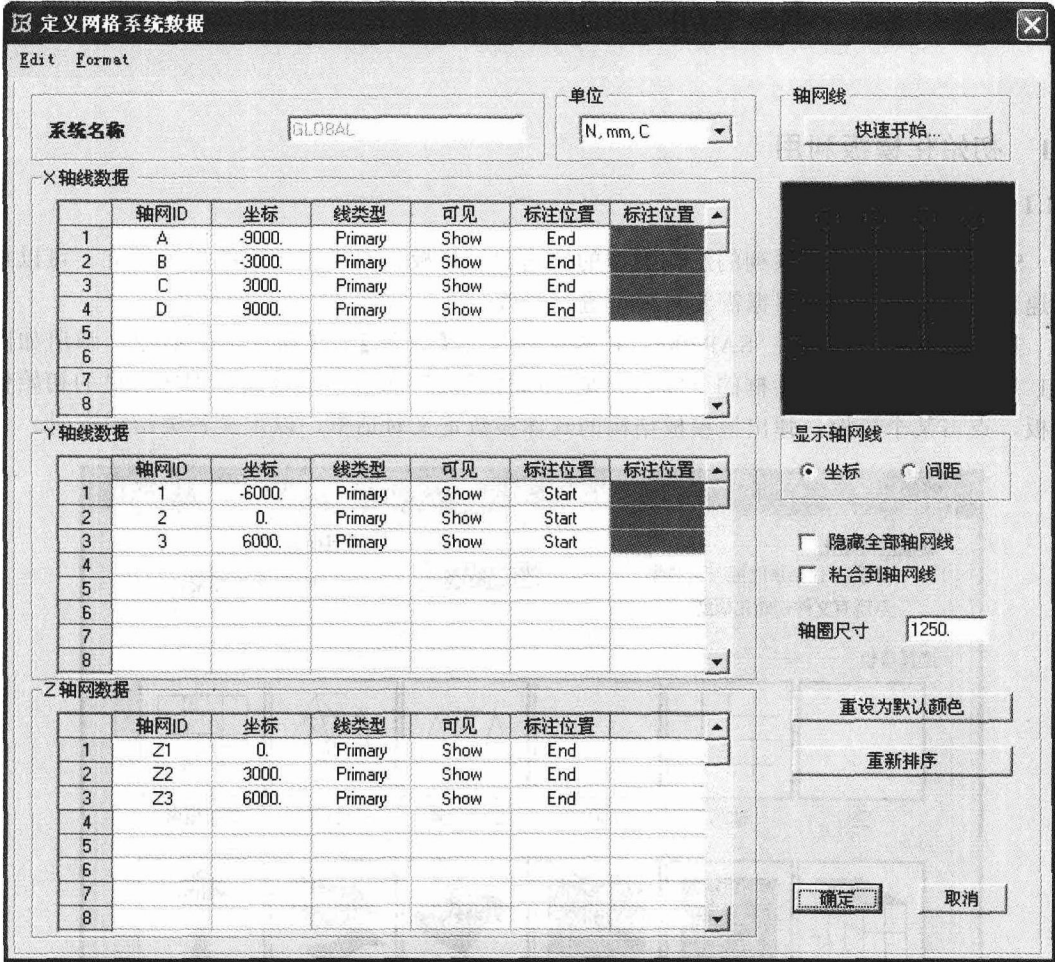 定义网格系统数据
Edit Format
系统名称 GLOBAL
单位
N, mm, C
轴网线
快速开始...
X轴线数据
轴网ID 坐标 线类型 可见 标注位置 标注位置
1 A -9000. Primary Show End
2 B -3000. Primary Show End
3 C 3000. Primary Show End
4 D 9000. Primary Show End
5
6
7
8
Y轴线数据
轴网ID 坐标 线类型 可见 标注位置 标注位置
1 1 -6000. Primary Show Start
2 2 0. Primary Show Start
3 3 6000. Primary Show Start
4
5
6
7
8
显示轴网线
坐标 间距
隐藏全部轴网线
粘合到轴网线
轴圈尺寸 1250.
Z轴网数据
轴网ID 坐标 线类型 可见 标注位置
1 Z1 0. Primary Show End
2 Z2 3000. Primary Show End
3 Z3 6000. Primary Show End
4
5
6
7
8
重设为默认颜色
重新排序
确定 取消